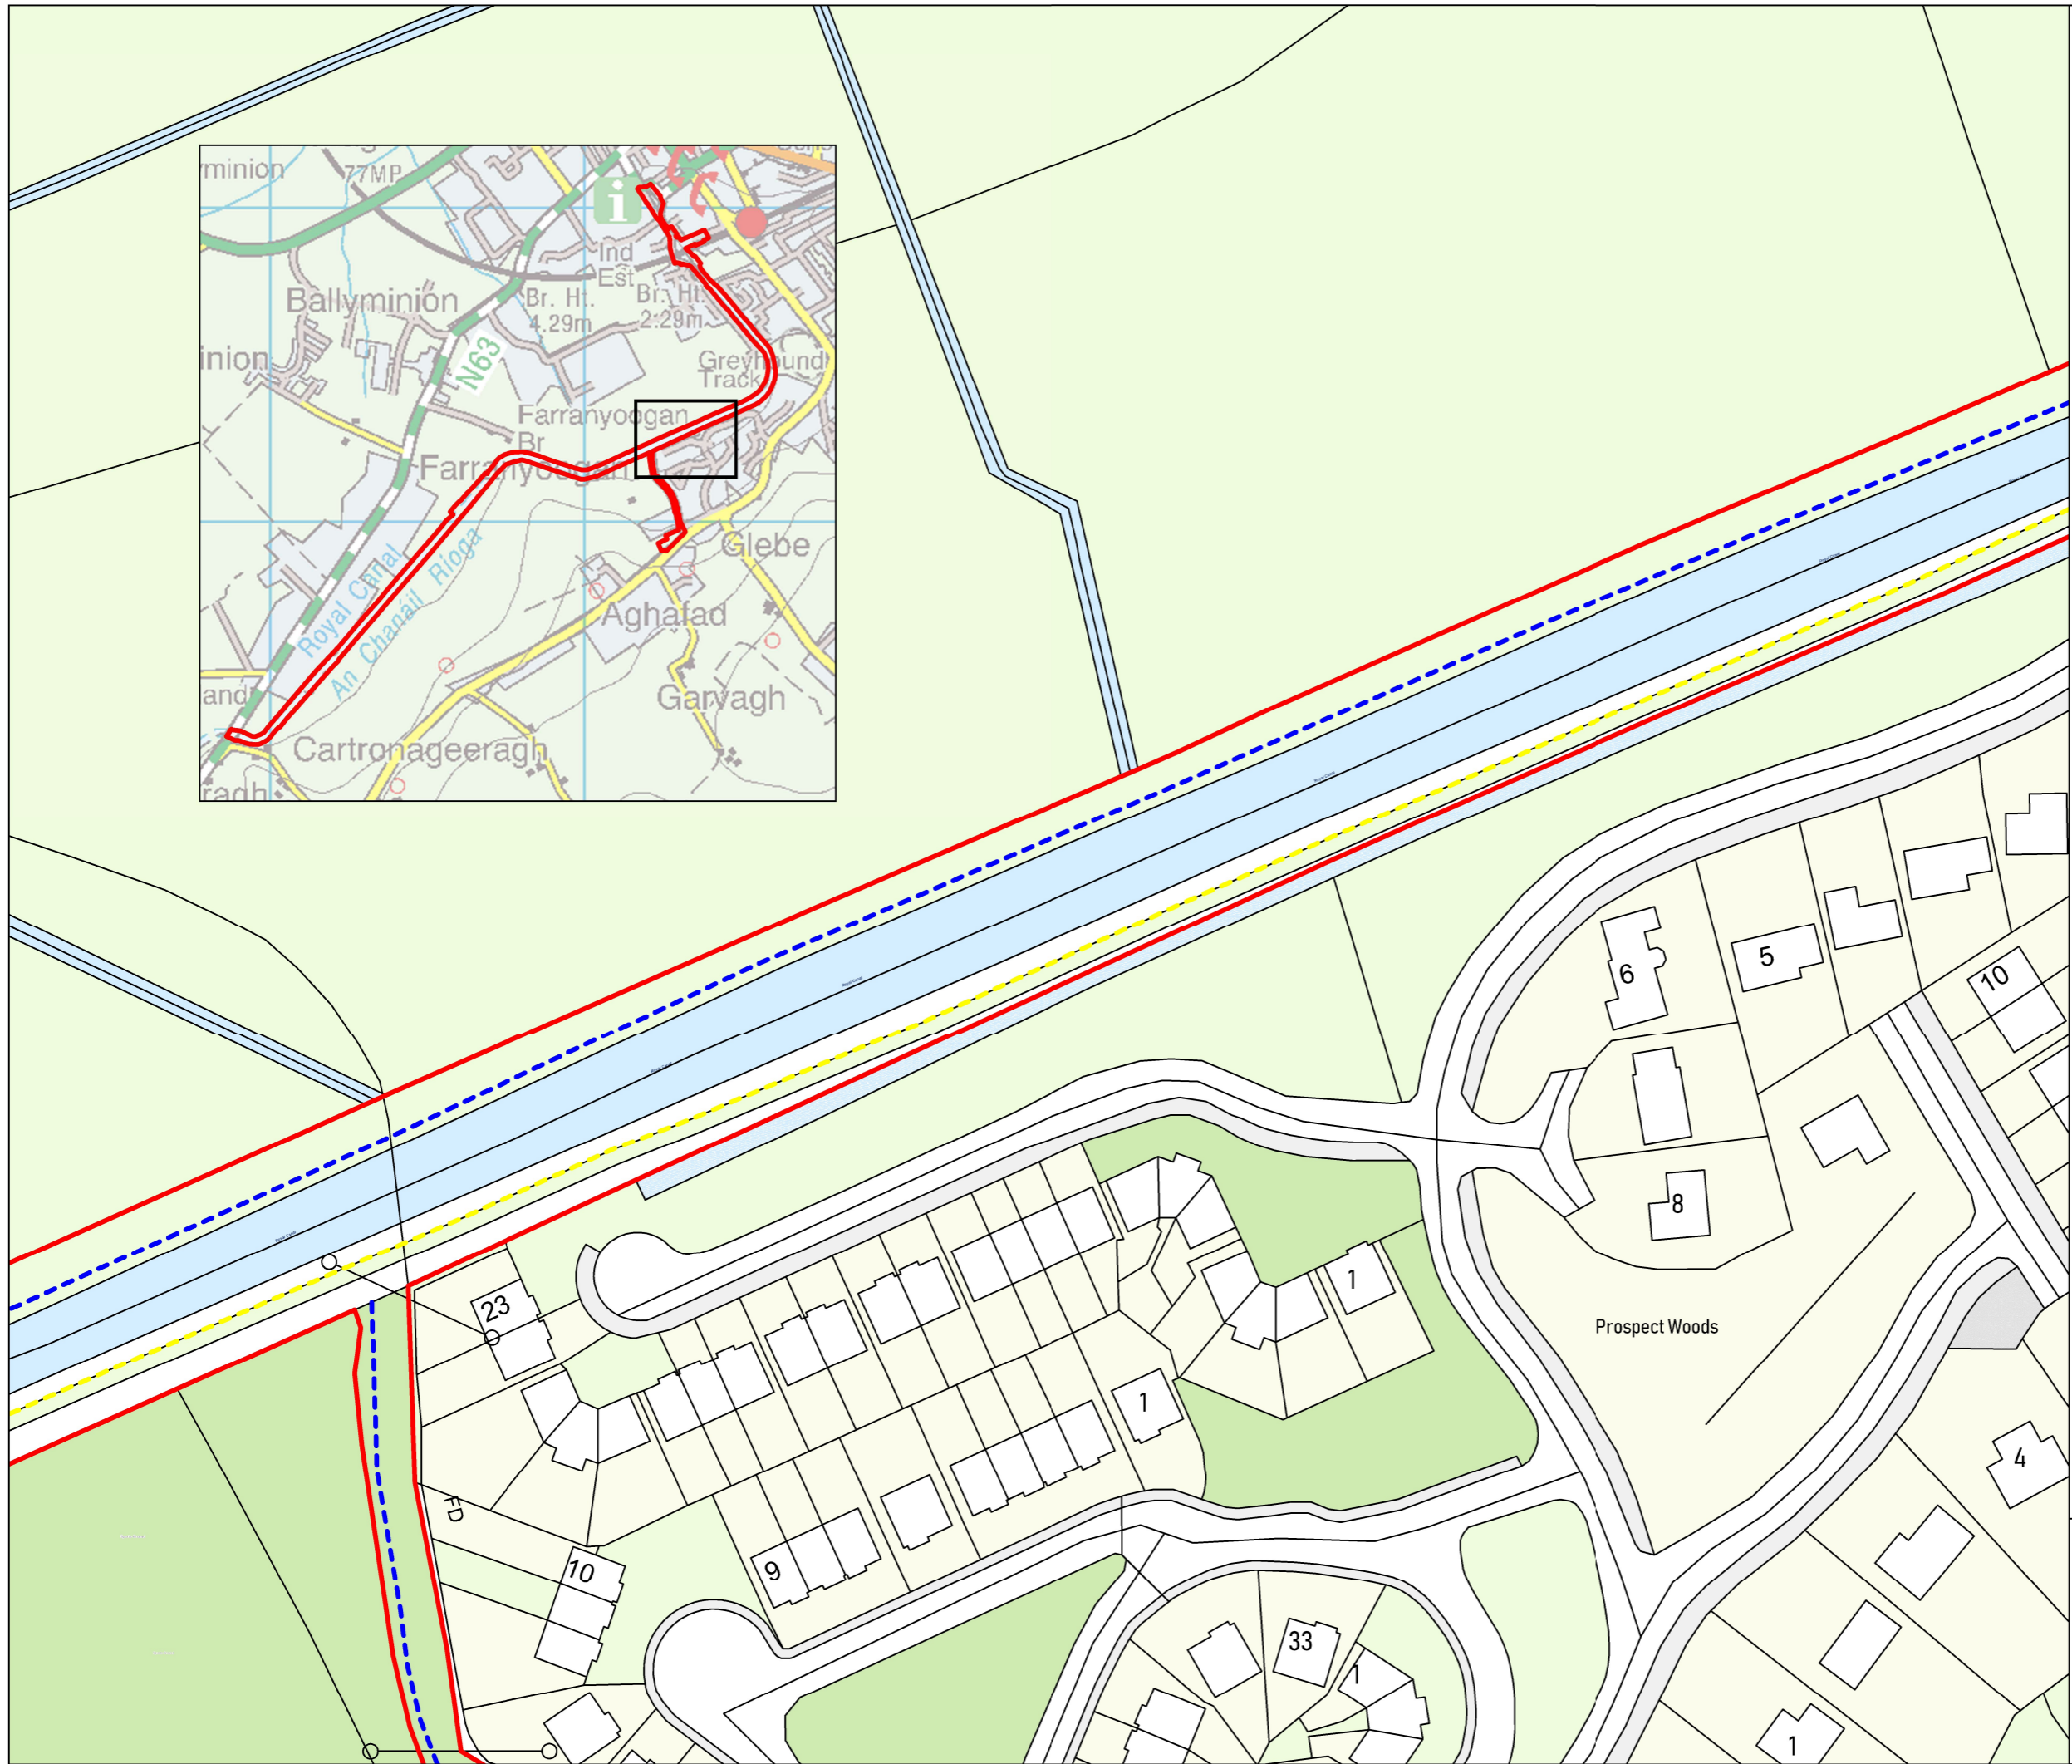 minion
77MP
i
Ind
Est
Ballyminion
Br. Ht.
4.29m
Br. Ht.
2.29m
inion
N63
Greyhound
Track
Farranyoogan
Br
Farranyoogan
Glebe
Royal Canal
An Chanáil Ríoga
Aghafad
Garvagh
and
Cartronageeragh
ragh
6
5
10
8
23
1
Prospect Woods
1
4
FD
10
9
33
1
1